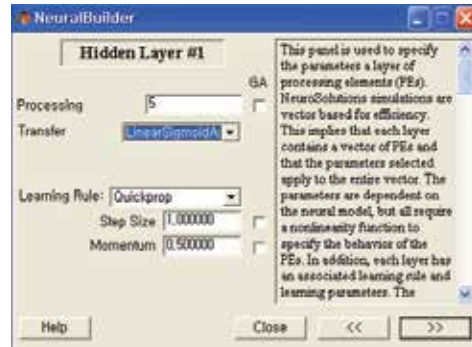 NeuralBuilder
Hidden Layer #1
GA
Processing 5
Transfer LinearSigmoidA
Learning Rule: Quickprop
Step Size 1.000000
Momentum 0.500000
This panel is used to specify
the parameters a layer of
processing elements (PEs).
NeuroSolutions simulations are
vector based for efficiency.
This implies that each layer
contains a vector of PEs and
that the parameters selected
apply to the entire vector. The
parameters are dependent on
the neural model, but all require
a nonlinearity function to
specify the behavior of the
PEs. In addition, each layer has
an associated learning rule and
learning parameters. The
Help Close << >>